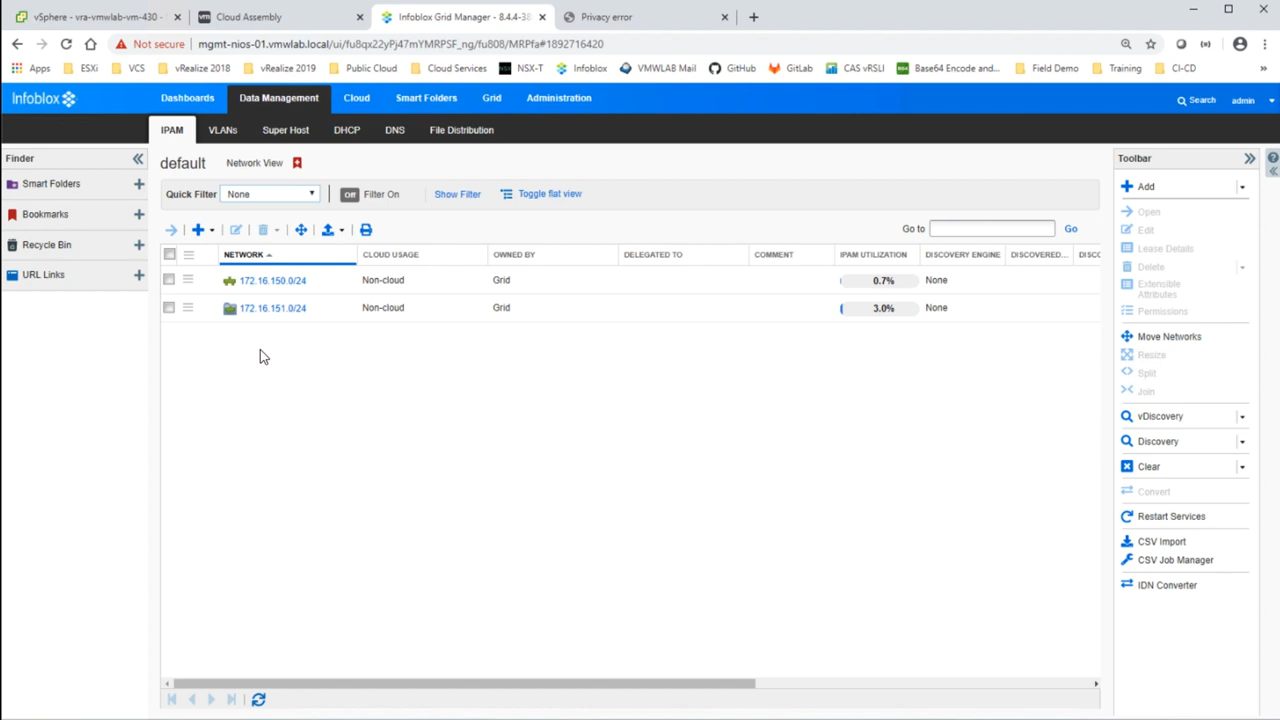 vSphere - vra-vmwlab-vm-430 -
Cloud Assembly
Infoblox Grid Manager - 8.4.4-38
Privacy error
Not secure | mgmt-nios-01.vmwlab.local/ui/fu8qx22yPj47mYMRPSF_ng/fu808/MRPfa#1892716420
Apps ESXi VCS vRealize 2018 vRealize 2019 Public Cloud Cloud Services NSX-T Infoblox VMWLAB Mail GitHub GitLab CAS vRSLI Base64 Encode and... Field Demo Training CI-CD
Infoblox Dashboards Data Management Cloud Smart Folders Grid Administration Search admin
IPAM VLANs Super Host DHCP DNS File Distribution
Finder
Smart Folders
Bookmarks
Recycle Bin
URL Links
default Network View
Quick Filter None Off Filter On Show Filter Toggle flat view
Go to Go
NETWORK CLOUD USAGE OWNED BY DELEGATED TO COMMENT IPAM UTILIZATION DISCOVERY ENGINE DISCOVERED... DISCO
172.16.150.0/24 Non-cloud Grid 0.7% None
172.16.151.0/24 Non-cloud Grid 3.0% None
Toolbar
Add
Open
Edit
Lease Details
Delete
Extensible
Attributes
Permissions
Move Networks
Resize
Split
Join
vDiscovery
Discovery
Clear
Convert
Restart Services
CSV Import
CSV Job Manager
IDN Converter